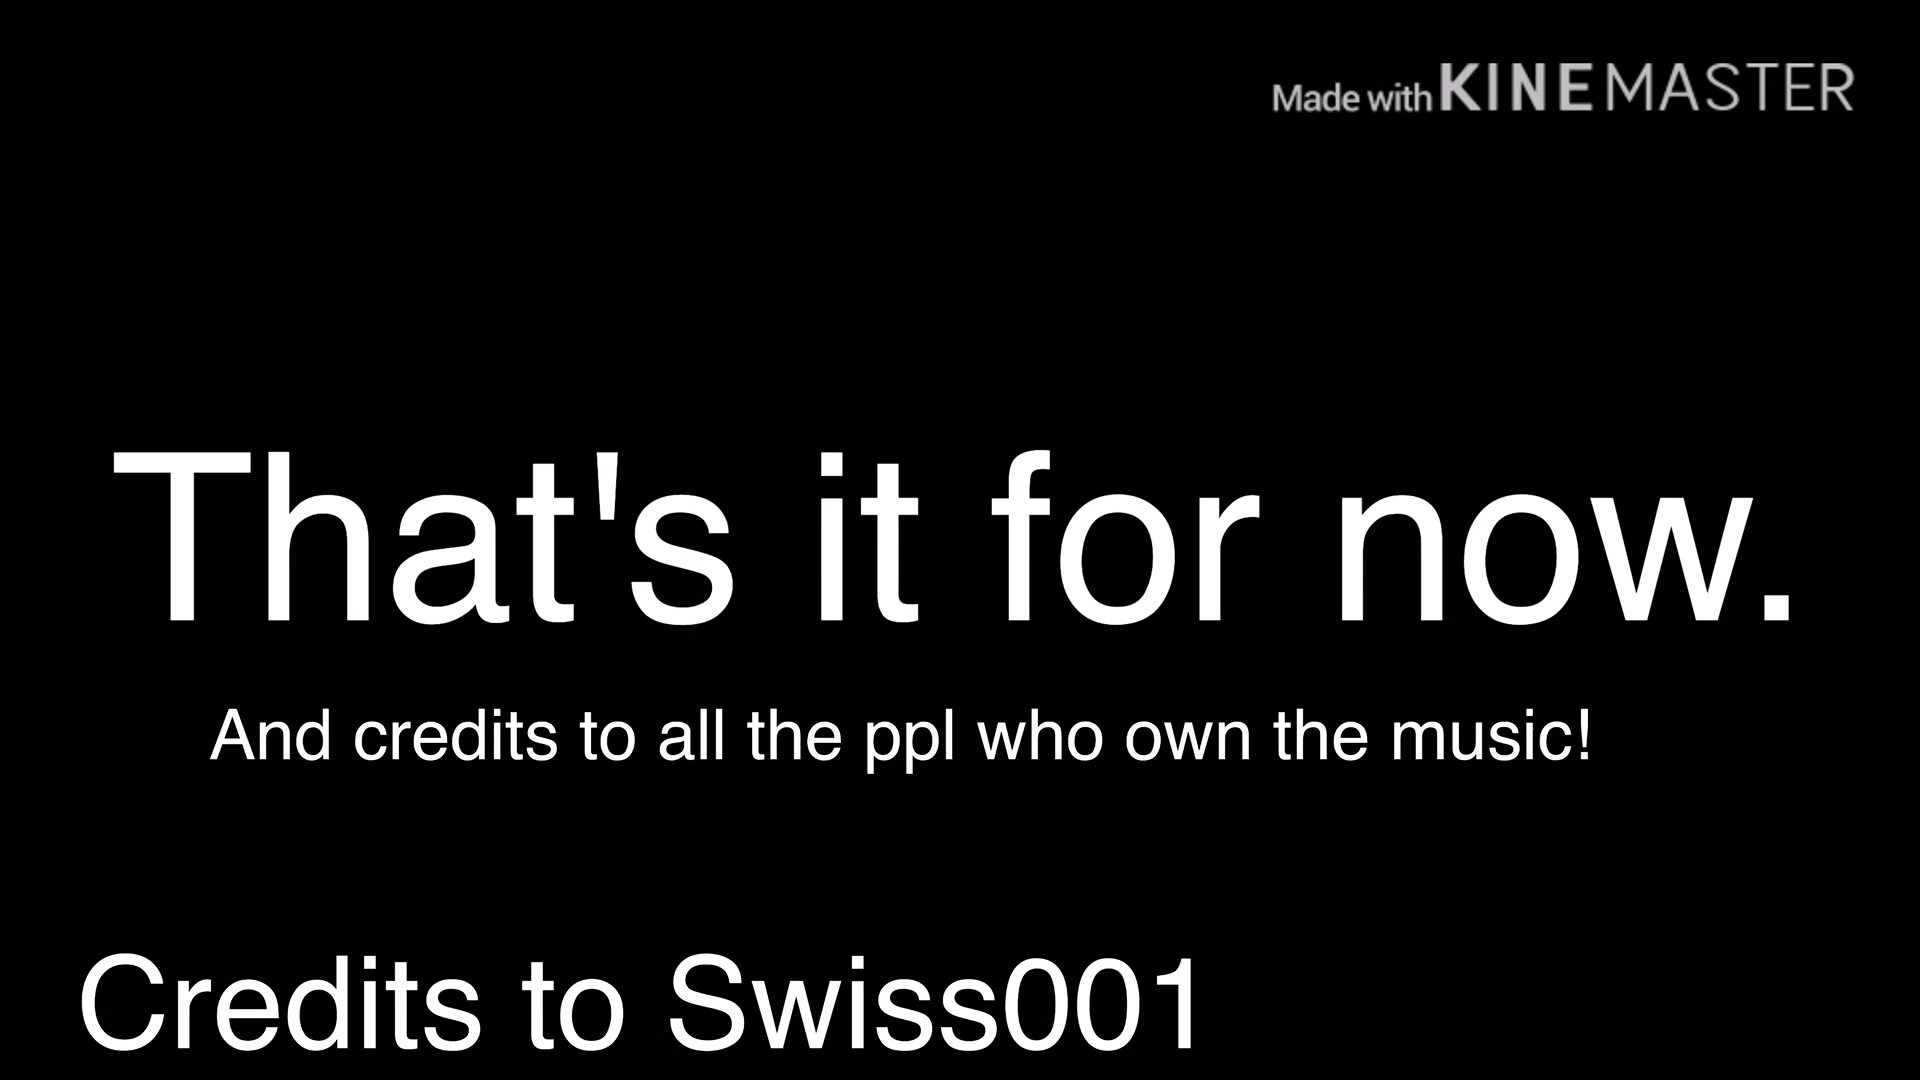 Made with KINEMASTER
That's it for now.
And credits to all the ppl who own the music!
Credits to Swiss001